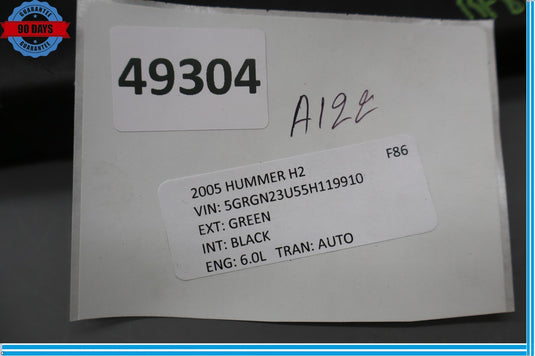 GUARANTEE
90 DAYS
GUARANTEE
49304
A122
2005 HUMMER H2 F86
VIN: 5GRGN23U55H119910
EXT: GREEN
INT: BLACK
ENG: 6.0L TRAN: AUTO